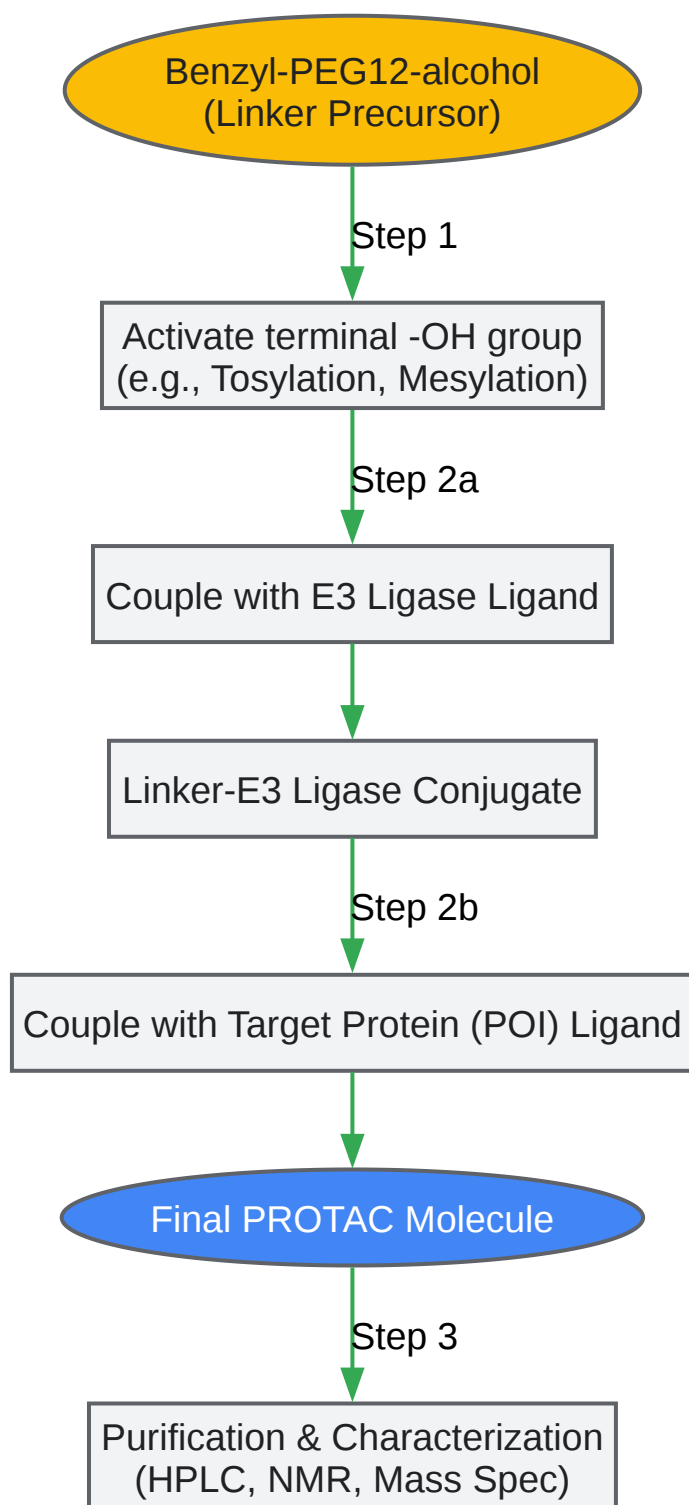 Benzyl-PEG12-alcohol
(Linker Precursor)
Step 1
Activate terminal -OH group
(e.g., Tosylation, Mesylation)
Step 2a
Couple with E3 Ligase Ligand
Linker-E3 Ligase Conjugate
Step 2b
Couple with Target Protein (POI) Ligand
Final PROTAC Molecule
Step 3
Purification & Characterization
(HPLC, NMR, Mass Spec)